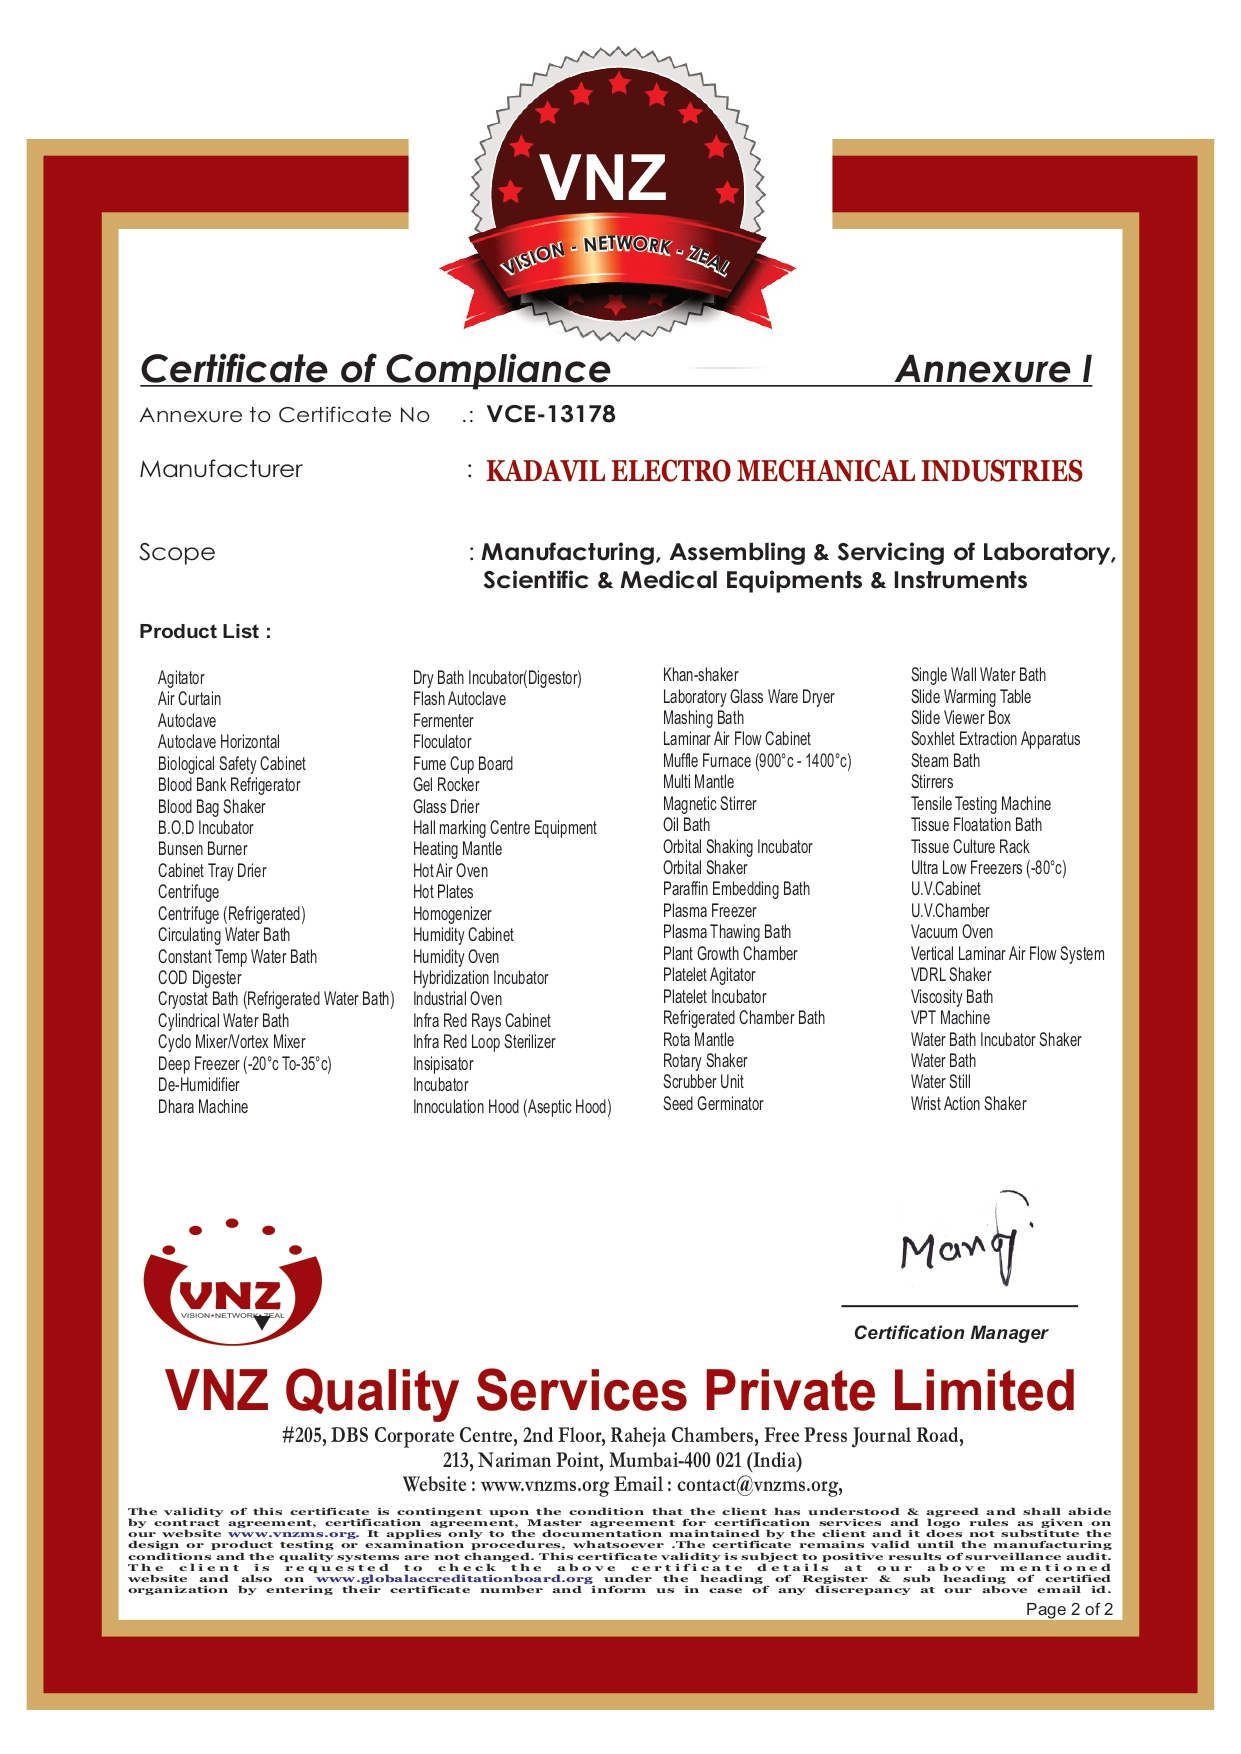 VNZ
VISION - NETWORK - ZEAL
Certificate of Compliance Annexure I
Annexure to Certificate No .: VCE-13178
Manufacturer : KADAVIL ELECTRO MECHANICAL INDUSTRIES
Scope : Manufacturing, Assembling & Servicing of Laboratory,
Scientific & Medical Equipments & Instruments
Product List :
Agitator
Air Curtain
Autoclave
Autoclave Horizontal
Biological Safety Cabinet
Blood Bank Refrigerator
Blood Bag Shaker
B.O.D Incubator
Bunsen Burner
Cabinet Tray Drier
Centrifuge
Centrifuge (Refrigerated)
Circulating Water Bath
Constant Temp Water Bath
COD Digester
Cryostat Bath (Refrigerated Water Bath)
Cylindrical Water Bath
Cyclo Mixer/Vortex Mixer
Deep Freezer (-20°c To-35°c)
De-Humidifier
Dhara Machine
Dry Bath Incubator(Digestor)
Flash Autoclave
Fermenter
Floculator
Fume Cup Board
Gel Rocker
Glass Drier
Hall marking Centre Equipment
Heating Mantle
Hot Air Oven
Hot Plates
Homogenizer
Humidity Cabinet
Humidity Oven
Hybridization Incubator
Industrial Oven
Infra Red Rays Cabinet
Infra Red Loop Sterilizer
Insipisator
Incubator
Innoculation Hood (Aseptic Hood)
Khan-shaker
Laboratory Glass Ware Dryer
Mashing Bath
Laminar Air Flow Cabinet
Muffle Furnace (900°c - 1400°c)
Multi Mantle
Magnetic Stirrer
Oil Bath
Orbital Shaking Incubator
Orbital Shaker
Paraffin Embedding Bath
Plasma Freezer
Plasma Thawing Bath
Plant Growth Chamber
Platelet Agitator
Platelet Incubator
Refrigerated Chamber Bath
Rota Mantle
Rotary Shaker
Scrubber Unit
Seed Germinator
Single Wall Water Bath
Slide Warming Table
Slide Viewer Box
Soxhlet Extraction Apparatus
Steam Bath
Stirrers
Tensile Testing Machine
Tissue Floatation Bath
Tissue Culture Rack
Ultra Low Freezers (-80°c)
U.V.Cabinet
U.V.Chamber
Vacuum Oven
Vertical Laminar Air Flow System
VDRL Shaker
Viscosity Bath
VPT Machine
Water Bath Incubator Shaker
Water Bath
Water Still
Wrist Action Shaker
VNZ
VISION•NETWORK•ZEAL
Certification Manager
VNZ Quality Services Private Limited
#205, DBS Corporate Centre, 2nd Floor, Raheja Chambers, Free Press Journal Road,
213, Nariman Point, Mumbai-400 021 (India)
Website : www.vnzms.org Email : contact@vnzms.org,
The validity of this certificate is contingent upon the condition that the client has understood & agreed and shall abide
by contract agreement, certification agreement, Master agreement for certification services and logo rules as given on
our website www.vnzms.org. It applies only to the documentation maintained by the client and it does not substitute the
design or product testing or examination procedures, whatsoever .The certificate remains valid until the manufacturing
conditions and the quality systems are not changed. This certificate validity is subject to positive results of surveillance audit.
The client is requested to check the above certificate details at our above mentioned
website and also on www.globalaccreditationboard.org under the heading of Register & sub heading of certified
organization by entering their certificate number and inform us in case of any discrepancy at our above email id.
Page 2 of 2